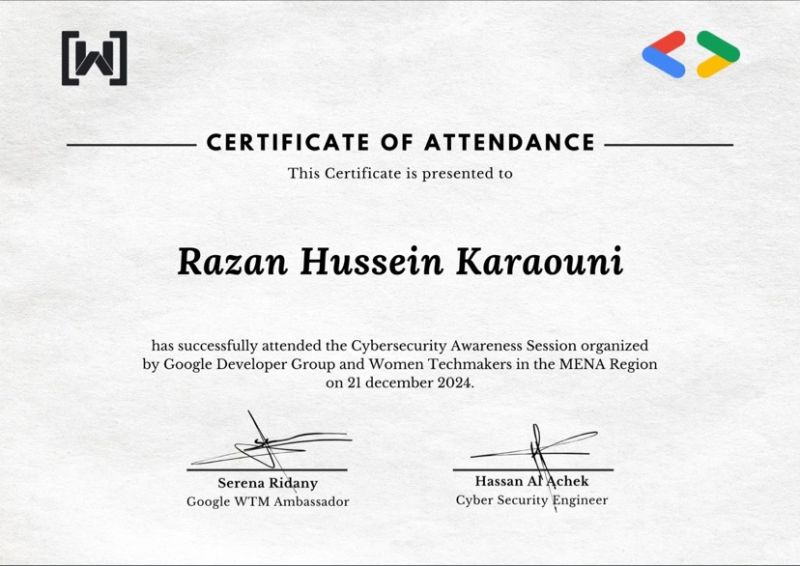 [W]
CERTIFICATE OF ATTENDANCE
This Certificate is presented to
Razan Hussein Karaouni
has successfully attended the Cybersecurity Awareness Session organized
by Google Developer Group and Women Techmakers in the MENA Region
on 21 december 2024.
Serena Ridany
Google WTM Ambassador
Hassan Al Achek
Cyber Security Engineer